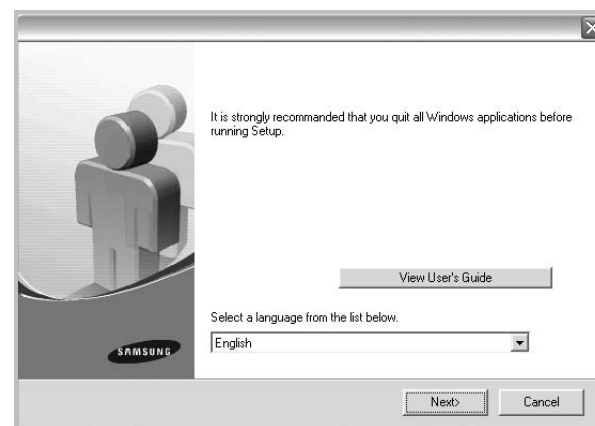 It is strongly recommanded that you quit all Windows applications before
running Setup.
View User's Guide
Select a language from the list below.
English
SAMSUNG
Next>
Cancel